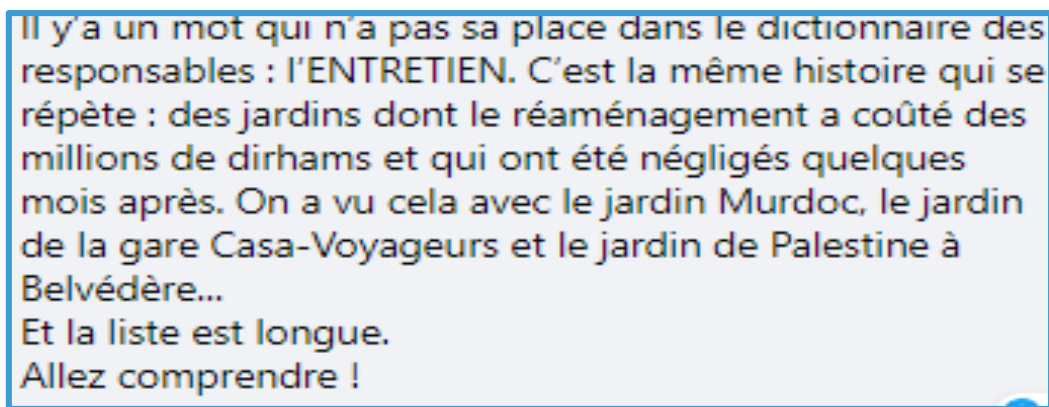 Il y'a un mot qui n'a pas sa place dans le dictionnaire des
responsables : l'ENTRETIEN. C'est la même histoire qui se
répète : des jardins dont le réaménagement a coûté des
millions de dirhams et qui ont été négligés quelques
mois après. On a vu cela avec le jardin Murdoc, le jardin
de la gare Casa-Voyageurs et le jardin de Palestine à
Belvédère...
Et la liste est longue.
Allez comprendre !